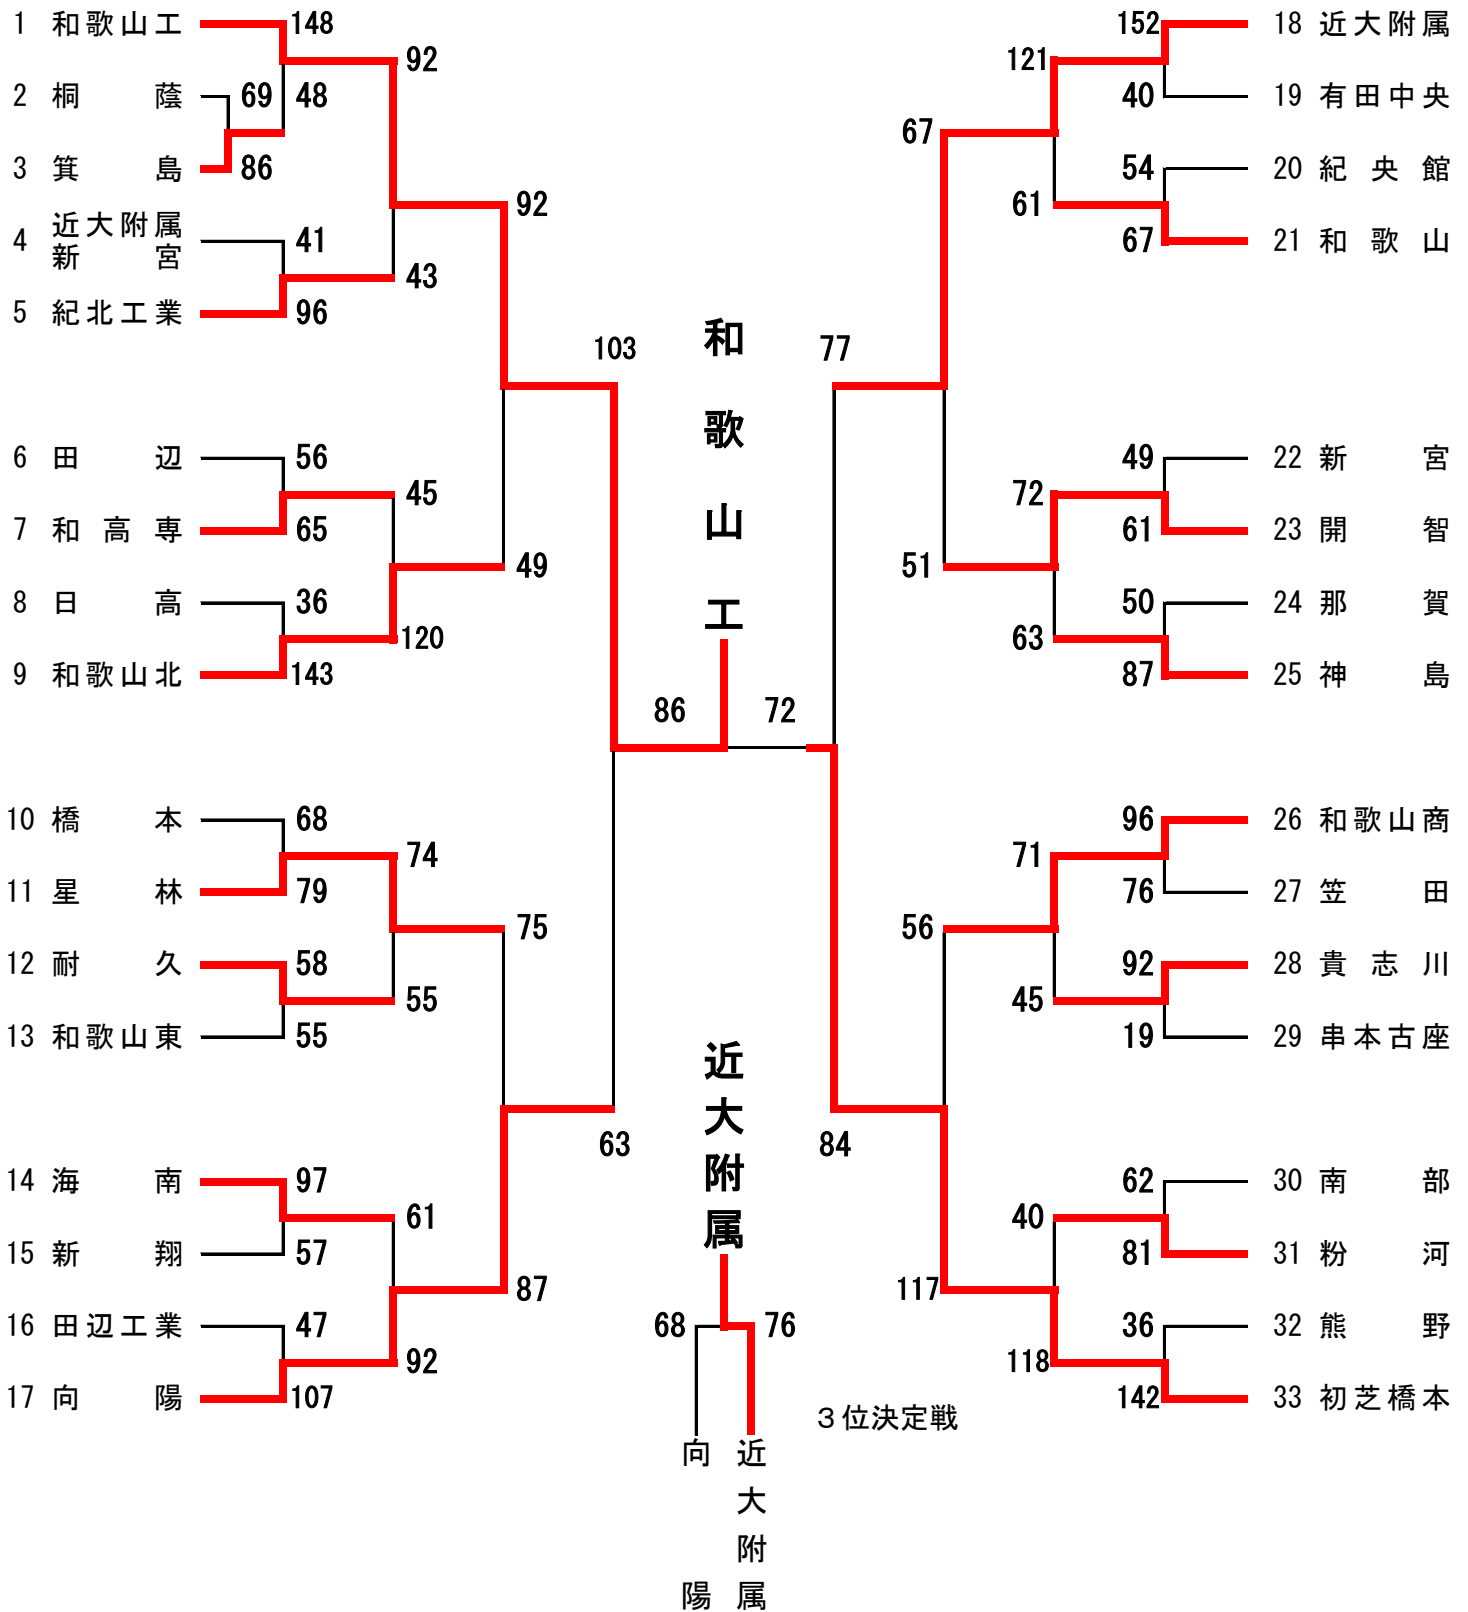 1 和歌山工 148
92
2 桐蔭 69 48
3 箕島 86
92
4 近大附属新宮 41
43
5 紀北工業 96
103
6 田辺 56
45
7 和高専 65
49
8 日高 36
120
9 和歌山北 143
86
10 橋本 68
74
11 星林 79
75
12 耐久 58
55
13 和歌山東 55
63
14 海南 97
61
15 新翔 57
87
16 田辺工業 47
92
17 向陽 107
和歌山工
近大附属
68 76
向陽
近大附属
3位決定戦
152 18 近大附属
121
40 19 有田中央
67
54 20 紀央館
61
67 21 和歌山
77
49 22 新宮
72
61 23 開智
51
50 24 那賀
63
87 25 神島
72
96 26 和歌山商
71
76 27 笠田
56
92 28 貴志川
45
19 29 串本古座
84
62 30 南部
40
81 31 粉河
117
36 32 熊野
118
142 33 初芝橋本